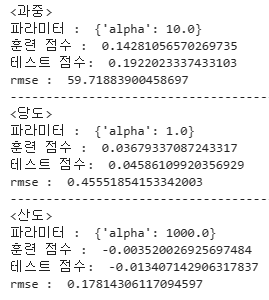 <과중>
파라미터 :  {'alpha': 10.0}
훈련 점수 :  0.14281056570269735
테스트 점수:  0.1922023337433103
rmse :  59.71883900458697
------------------------------------
<당도>
파라미터 :  {'alpha': 1.0}
훈련 점수 :  0.03679337087243317
테스트 점수:  0.04586109920356929
rmse :  0.45551854153342003
------------------------------------
<산도>
파라미터 :  {'alpha': 1000.0}
훈련 점수 :  -0.003520026925697484
테스트 점수:  -0.013407142906317837
rmse :  0.17814306117094597